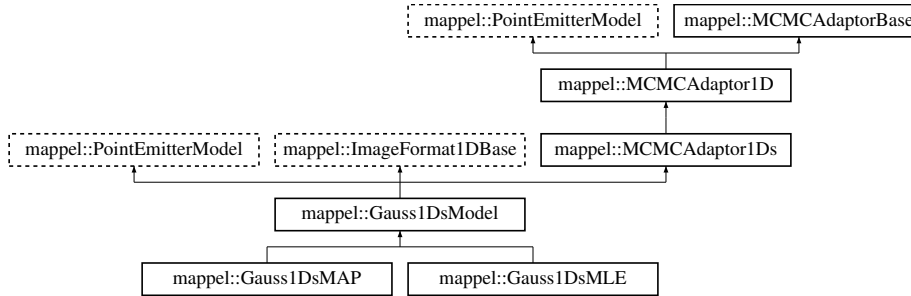 mappel::PointEmitterModel
mappel::MCMCAdaptorBase
mappel::MCMCAdaptor1D
mappel::PointEmitterModel
mappel::ImageFormat1DBase
mappel::MCMCAdaptor1Ds
mappel::Gauss1DsModel
mappel::Gauss1DsMAP
mappel::Gauss1DsMLE